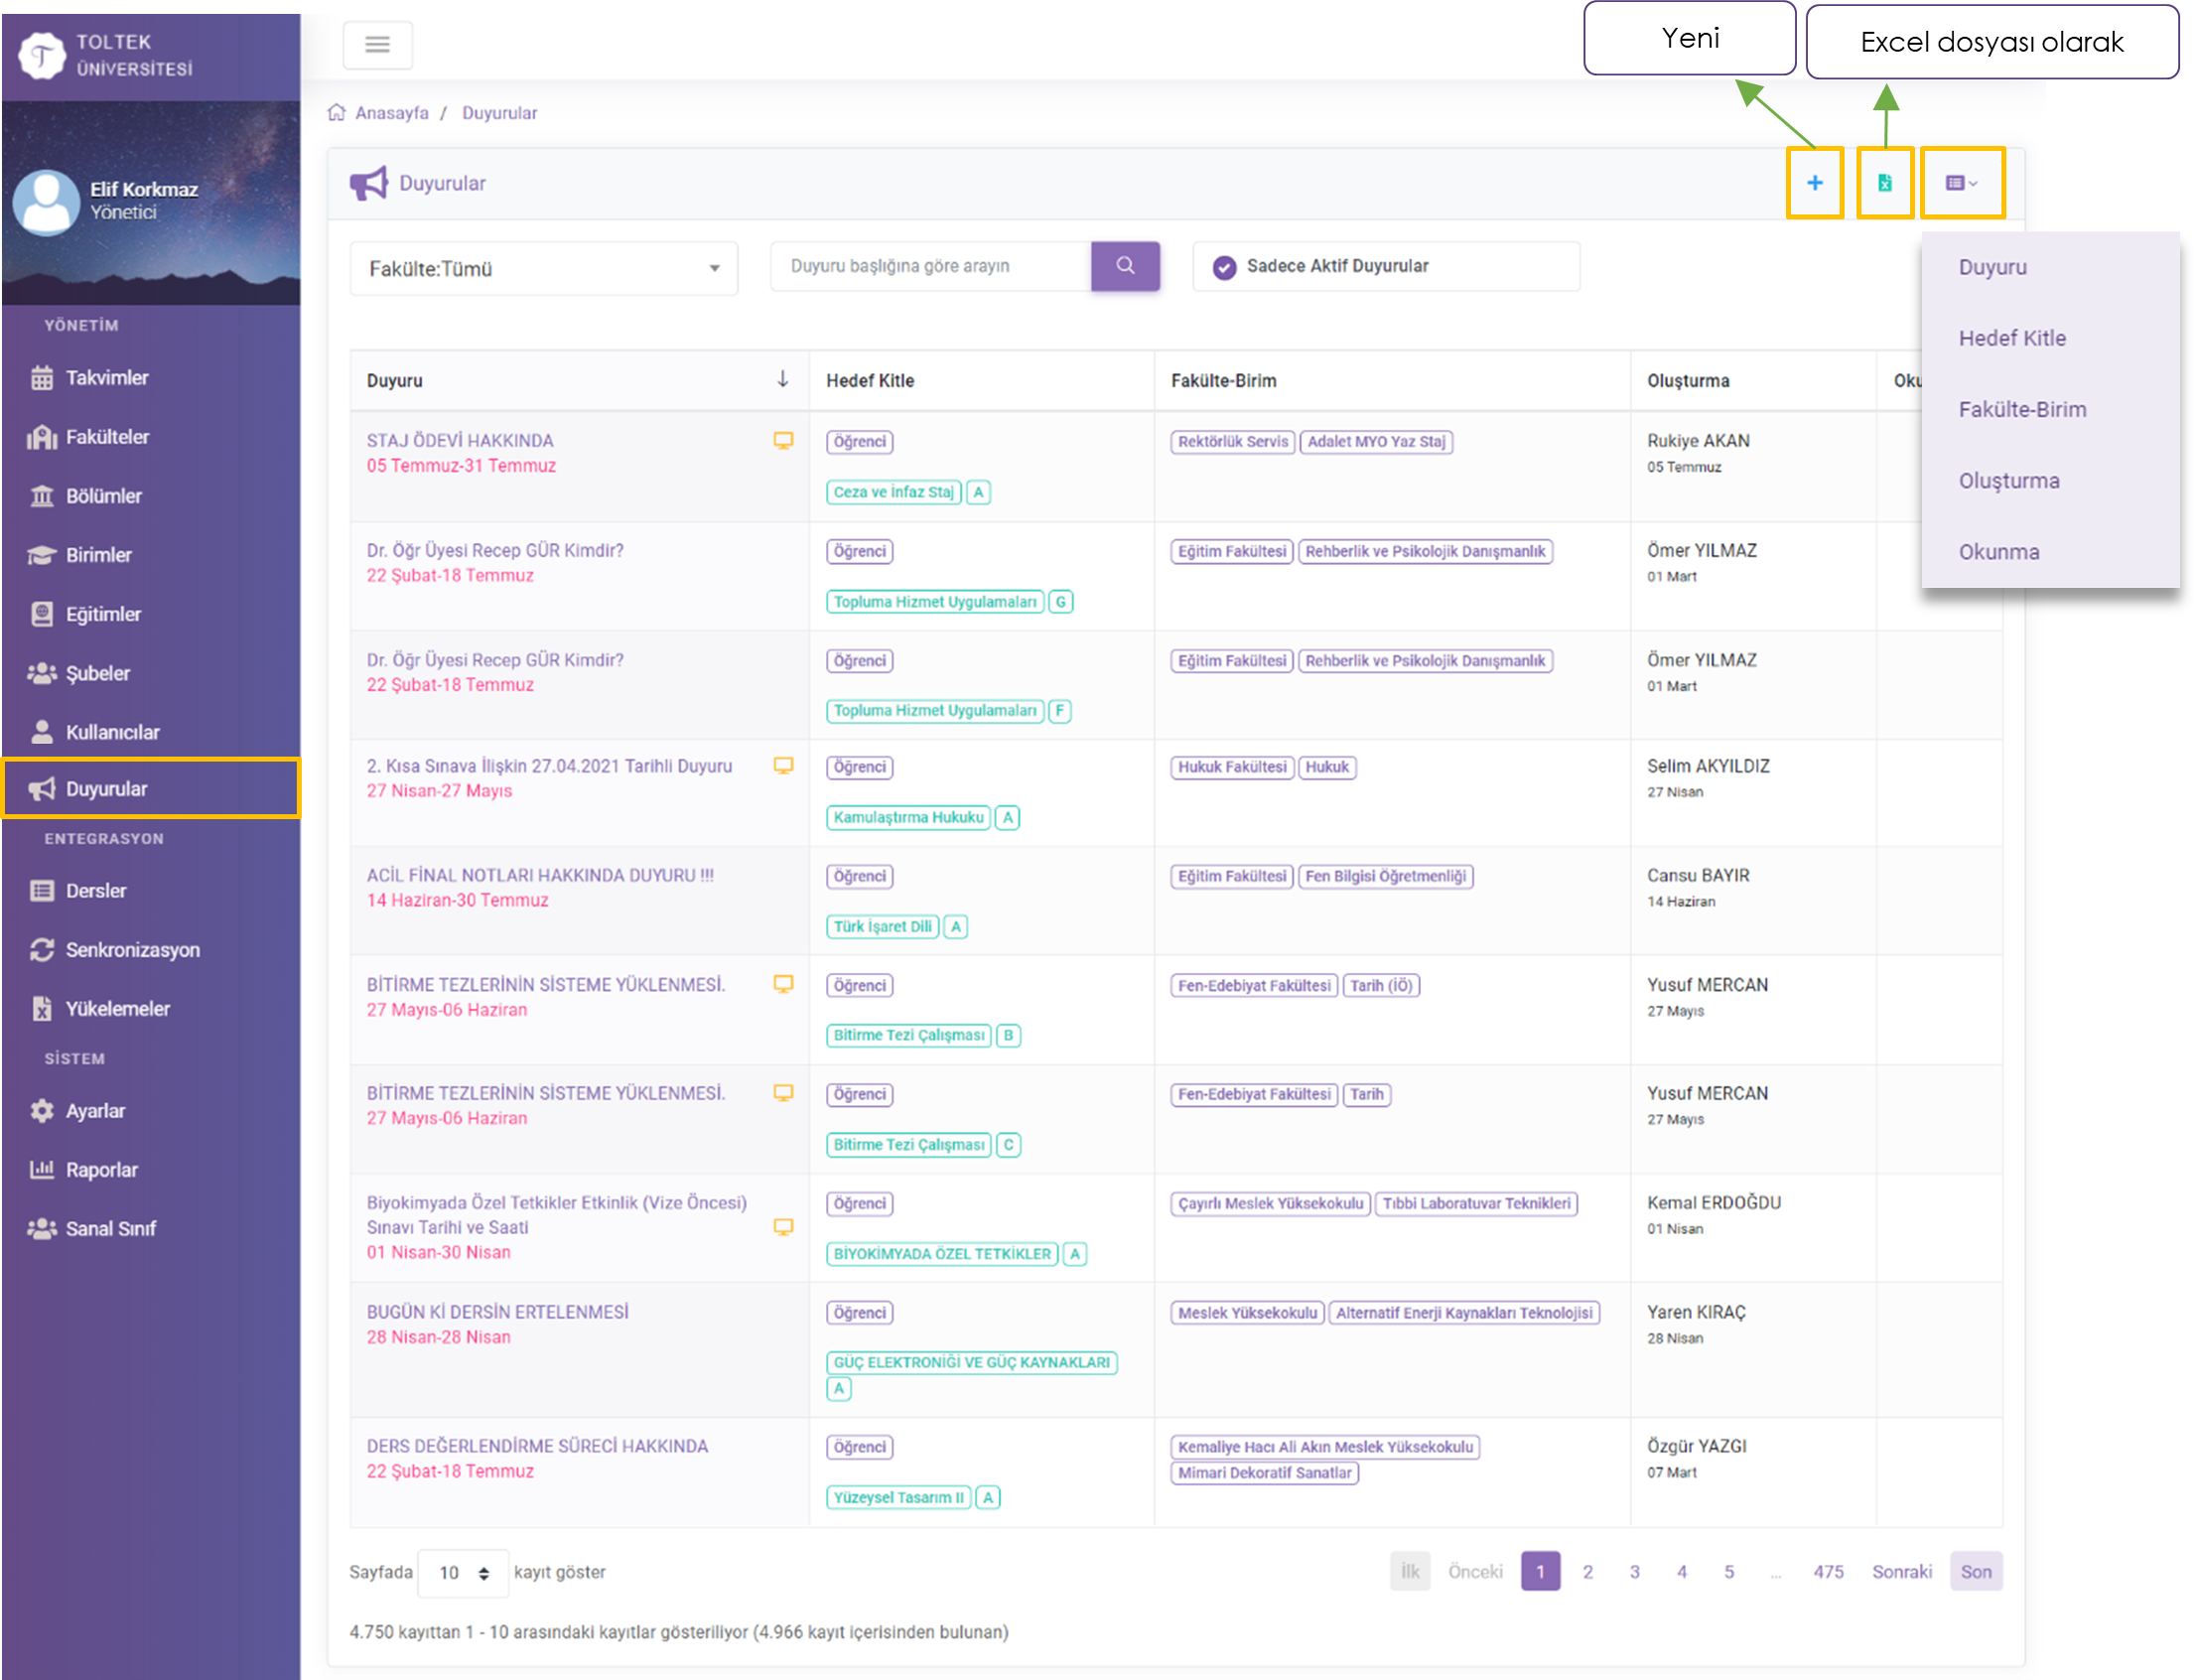 TOLTEK
ÜNİVERSİTESİ
Yeni
Excel dosyası olarak
Elif Korkmaz
Yönetici
YÖNETİM
Takvimler
Fakülteler
Bölümler
Birimler
Eğitimler
Şubeler
Kullanıcılar
Duyurular
ENTEGRASYON
Dersler
Senkronizasyon
Yükelemeler
SİSTEM
Ayarlar
Raporlar
Sanal Sınıf
Anasayfa / Duyurular
Duyurular
Fakülte:Tümü
Duyuru başlığına göre arayın
Sadece Aktif Duyurular
Duyuru
Hedef Kitle
Fakülte-Birim
Oluşturma
Okunma
Duyuru Hedef Kitle Fakülte-Birim Oluşturma Oku
STAJ ÖDEVİ HAKKINDA
05 Temmuz-31 Temmuz
Öğrenci
Ceza ve İnfaz Staj A
Rektörlük Servis Adalet MYO Yaz Staj
Rukiye AKAN
05 Temmuz
Dr. Öğr Üyesi Recep GÜR Kimdir?
22 Şubat-18 Temmuz
Öğrenci
Topluma Hizmet Uygulamaları G
Eğitim Fakültesi Rehberlik ve Psikolojik Danışmanlık
Ömer YILMAZ
01 Mart
Dr. Öğr Üyesi Recep GÜR Kimdir?
22 Şubat-18 Temmuz
Öğrenci
Topluma Hizmet Uygulamaları F
Eğitim Fakültesi Rehberlik ve Psikolojik Danışmanlık
Ömer YILMAZ
01 Mart
2. Kısa Sınava İlişkin 27.04.2021 Tarihli Duyuru
27 Nisan-27 Mayıs
Öğrenci
Kamulaştırma Hukuku A
Hukuk Fakültesi Hukuk
Selim AKYILDIZ
27 Nisan
ACİL FİNAL NOTLARI HAKKINDA DUYURU !!!
14 Haziran-30 Temmuz
Öğrenci
Türk İşaret Dili A
Eğitim Fakültesi Fen Bilgisi Öğretmenliği
Cansu BAYIR
14 Haziran
BİTİRME TEZLERİNİN SİSTEME YÜKLENMESİ.
27 Mayıs-06 Haziran
Öğrenci
Bitirme Tezi Çalışması B
Fen-Edebiyat Fakültesi Tarih (İÖ)
Yusuf MERCAN
27 Mayıs
BİTİRME TEZLERİNİN SİSTEME YÜKLENMESİ.
27 Mayıs-06 Haziran
Öğrenci
Bitirme Tezi Çalışması C
Fen-Edebiyat Fakültesi Tarih
Yusuf MERCAN
27 Mayıs
Biyokimyada Özel Tetkikler Etkinlik (Vize Öncesi)
Sınavı Tarihi ve Saati
01 Nisan-30 Nisan
Öğrenci
BİYOKİMYADA ÖZEL TETKİKLER A
Çayırlı Meslek Yüksekokulu Tıbbi Laboratuvar Teknikleri
Kemal ERDOĞDU
01 Nisan
BUGÜN Kİ DERSİN ERTELENMESİ
28 Nisan-28 Nisan
Öğrenci
GÜÇ ELEKTRONİĞİ VE GÜÇ KAYNAKLARI
A
Meslek Yüksekokulu Alternatif Enerji Kaynakları Teknolojisi
Yaren KIRAÇ
28 Nisan
DERS DEĞERLENDİRME SÜRECİ HAKKINDA
22 Şubat-18 Temmuz
Öğrenci
Yüzeysel Tasarım II A
Kemaliye Hacı Ali Akın Meslek Yüksekokulu
Mimari Dekoratif Sanatlar
Özgür YAZGI
07 Mart
Sayfada 10 kayıt göster
İlk Önceki 1 2 3 4 5 ... 475 Sonraki Son
4.750 kayıttan 1 - 10 arasındaki kayıtlar gösteriliyor (4.966 kayıt içerisinden bulunan)